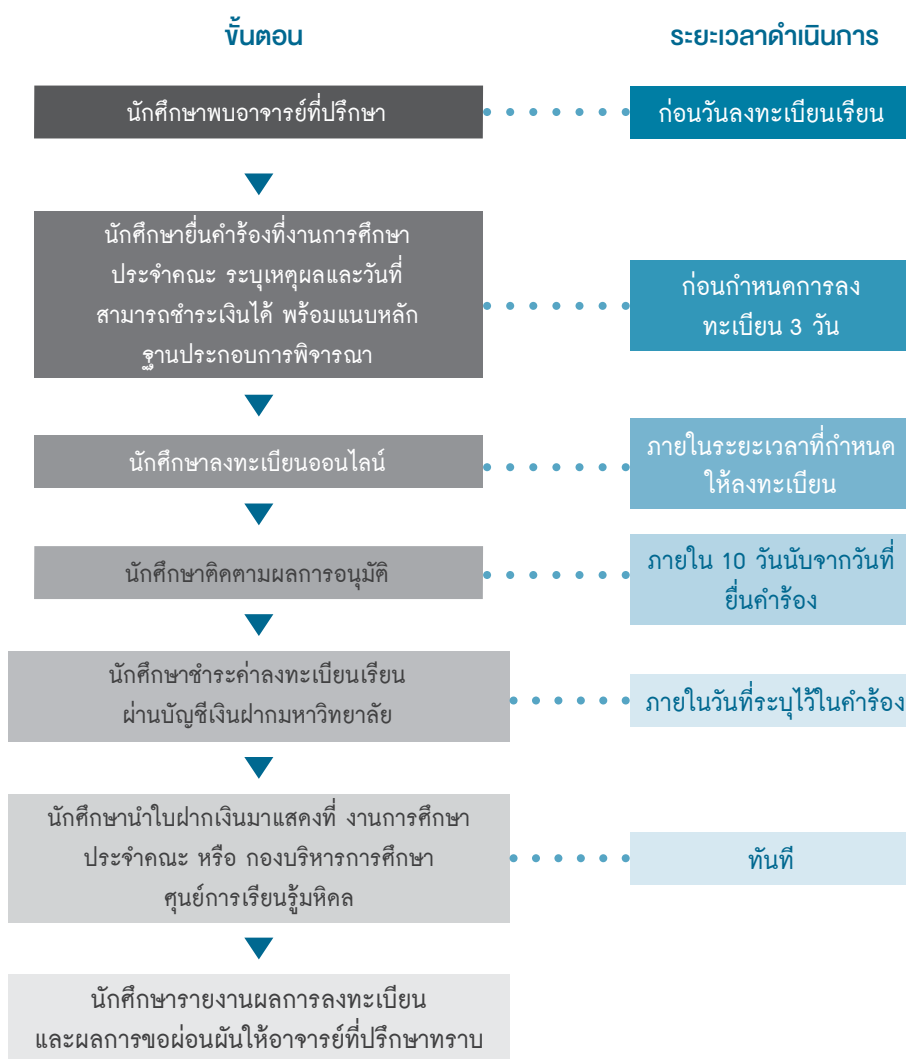 ขั้นตอน
ระยะเวลาดำเนินการ
นักศึกษาพบอาจารย์ที่ปรึกษา
ก่อนวันลงทะเบียนเรียน
นักศึกษายื่นคำร้องที่งานการศึกษา
ประจำคณะ ระบุเหตุผลและวันที่
สามารถชำระเงินได้ พร้อมแนบหลัก
ฐานประกอบการพิจารณา
ก่อนกำหนดการลง
ทะเบียน 3 วัน
นักศึกษาลงทะเบียนออนไลน์
ภายในระยะเวลาที่กำหนด
ให้ลงทะเบียน
นักศึกษาติดตามผลการอนุมัติ
ภายใน 10 วันนับจากวันที่
ยื่นคำร้อง
นักศึกษาชำระค่าลงทะเบียนเรียน
ผ่านบัญชีเงินฝากมหาวิทยาลัย
ภายในวันที่ระบุไว้ในคำร้อง
นักศึกษานำใบฝากเงินมาแสดงที่ งานการศึกษา
ประจำคณะ หรือ กองบริหารการศึกษา
ศูนย์การเรียนรู้มหิดล
ทันที
นักศึกษารายงานผลการลงทะเบียน
และผลการขอผ่อนผันให้อาจารย์ที่ปรึกษาทราบ